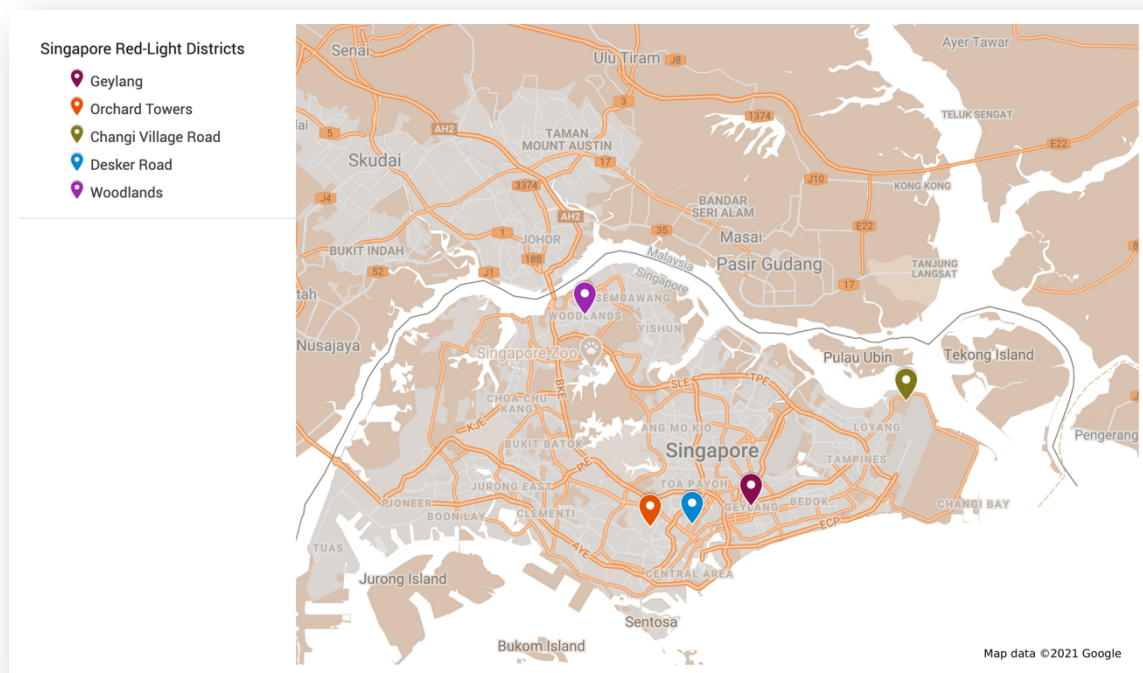 Singapore Red-Light Districts
Geylang
Orchard Towers
Changi Village Road
Desker Road
Woodlands
Senai
Ulu Tiram
J8
Ayer Tawar
3
1374
TELUK SENGAT
lai
5
AH2
TAMAN
MOUNT AUSTIN
E22
Skudai
17
J10
KONG KONG
3374
J4
BANDAR
SERI ALAM
AH2
1
35
Masai
E22
JOHOR
BUKIT INDAH
188
Malaysia
Singapore
Pasir Gudang
TANJUNG
LANGSAT
52
J1
17
8
tah
SEMBAWANG
WOODLANDS
YISHUN
Nusajaya
Singapore Zoo
Pulau Ubin
Tekong Island
BKE
SLE
TPE
CHOA CHU
KANG
KJE
ANG MO KIO
LOYANG
Pengerang
BUKIT BATOK
Singapore
PIE
TAMPINES
JURONG EAST
TOA PAYOH
PIONEER
BOON LAY
CLEMENTI
GEYLANG
BEDOK
CHANGI BAY
ECP
TUAS
AYE
Jurong Island
CENTRAL AREA
Sentosa
Bukom Island
Map data ©2021 Google